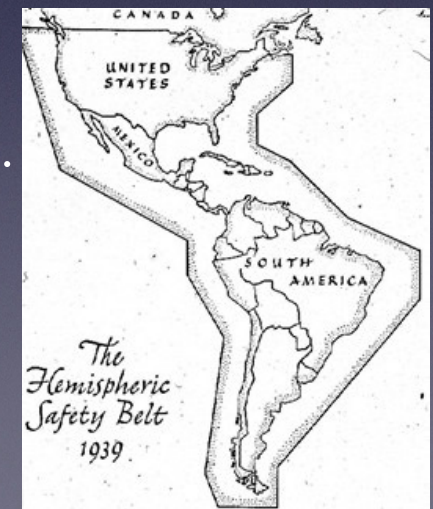 CANADA
UNITED
STATES
MEXICO
SOUTH
AMERICA
The
Hemispheric
Safety Belt
1939